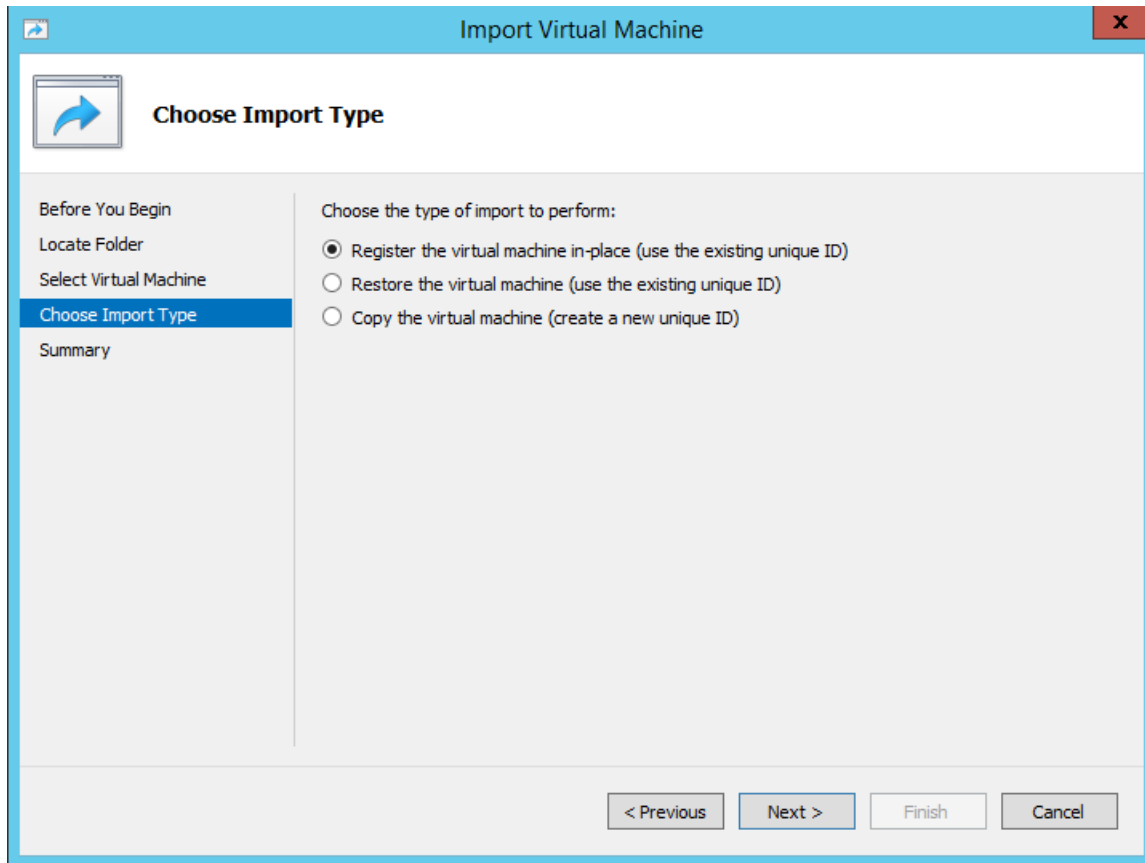 Import Virtual Machine
x
Choose Import Type
Before You Begin
Locate Folder
Select Virtual Machine
Choose Import Type
Summary
Choose the type of import to perform:
Register the virtual machine in-place (use the existing unique ID)
Restore the virtual machine (use the existing unique ID)
Copy the virtual machine (create a new unique ID)
< Previous
Next >
Finish
Cancel